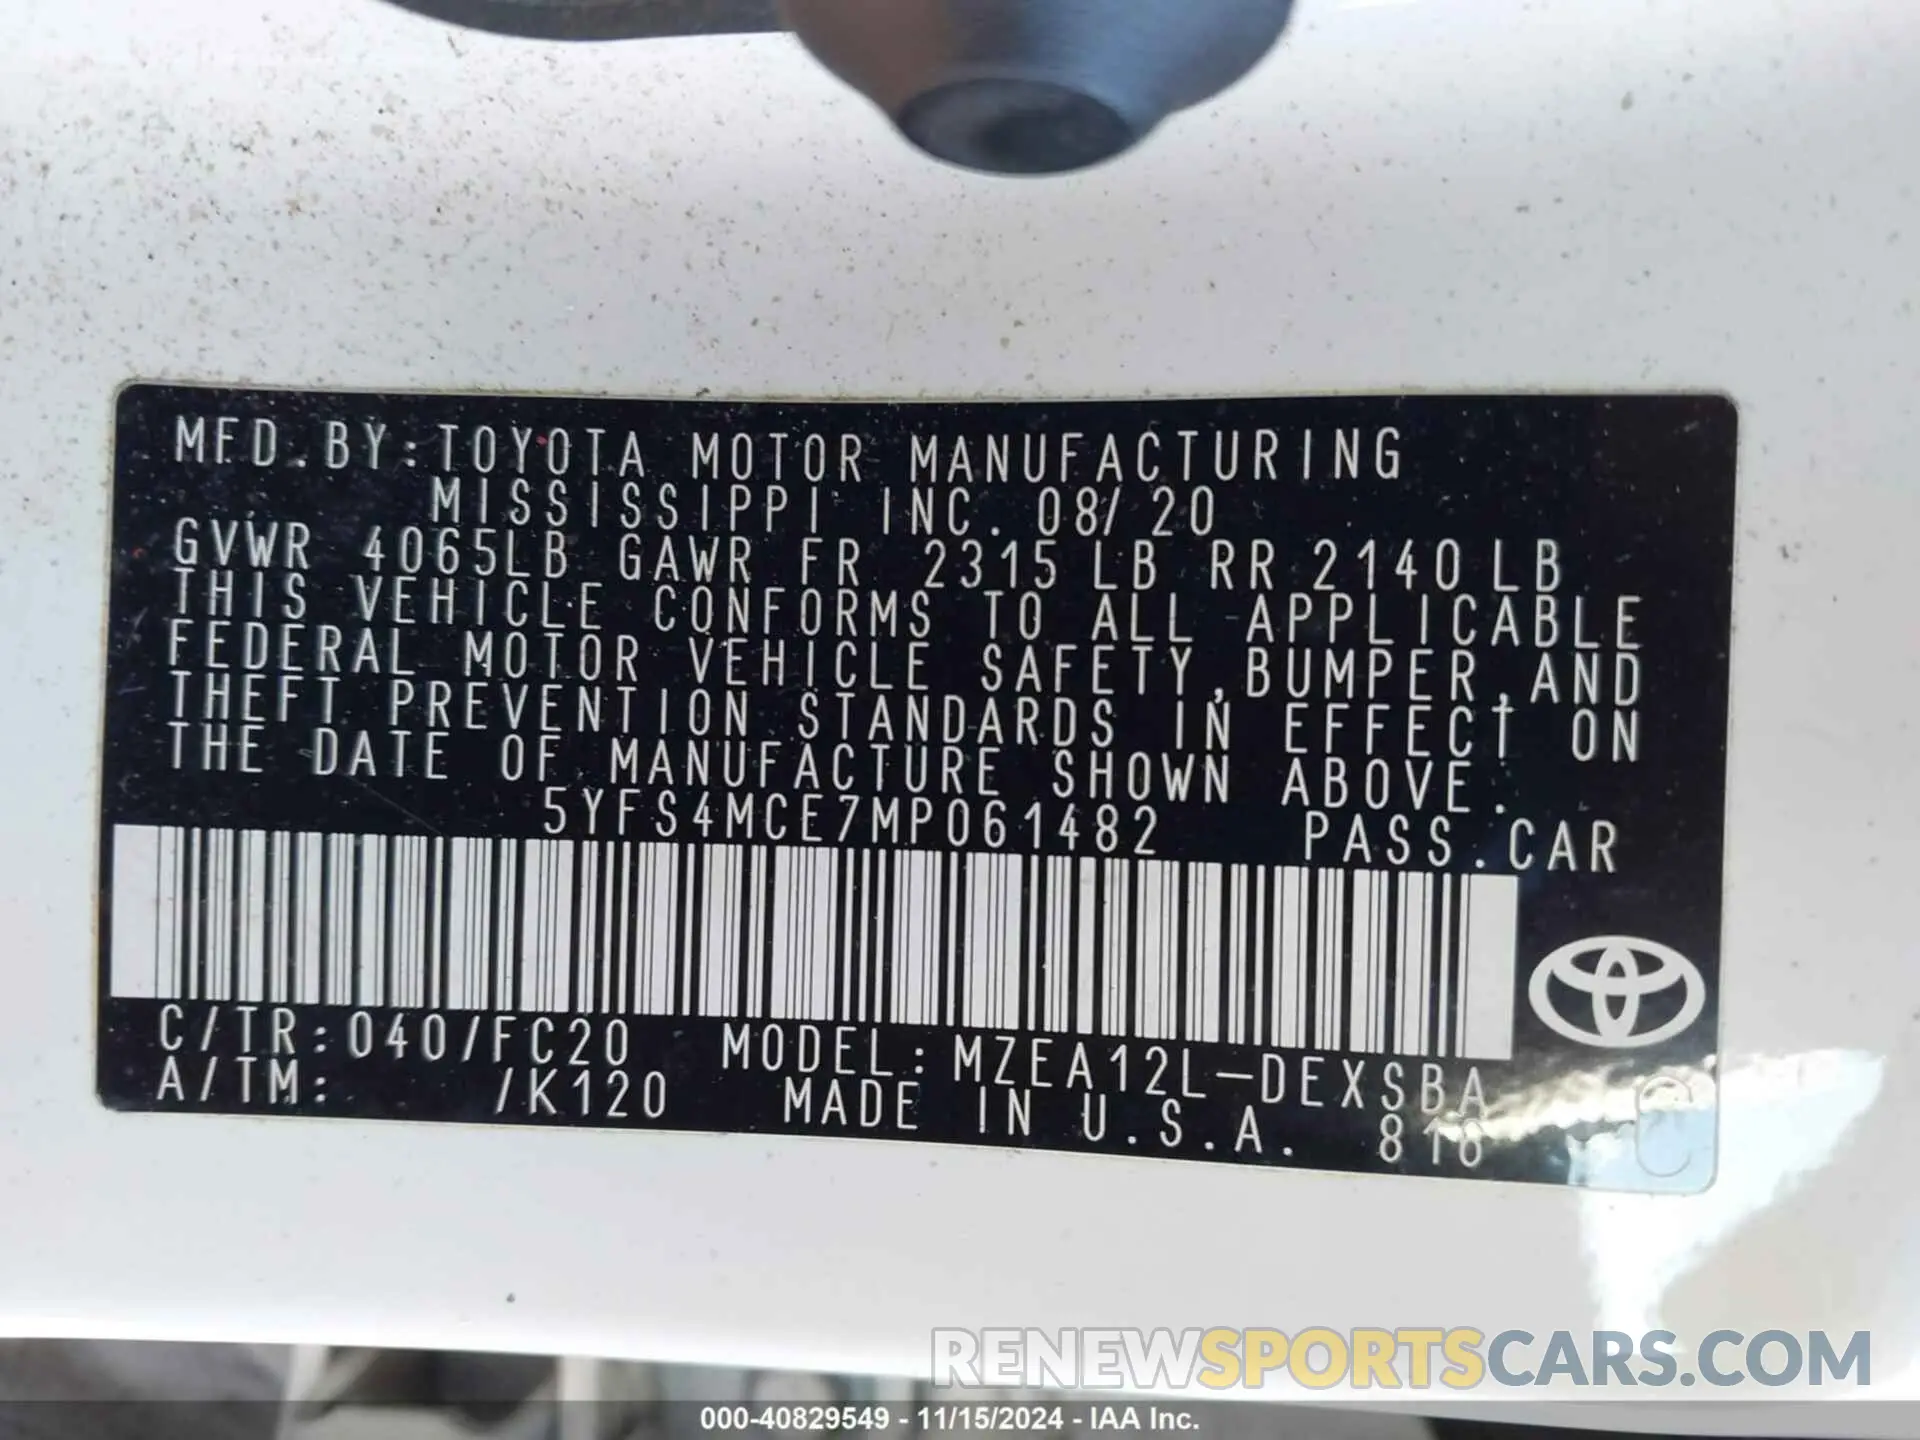 MFD.BY:TOYOTA MOTOR MANUFACTURING
MISSISSIPPI INC. 08/20
GVWR 4065LB GAWR FR 2315LB RR 2140LB
THIS VEHICLE CONFORMS TO ALL APPLICABLE
FEDERAL MOTOR VEHICLE SAFETY,BUMPER,AND
THEFT PREVENTION STANDARDS IN EFFECT ON
THE DATE OF MANUFACTURE SHOWN ABOVE.
5YFS4MCE7MP061482 PASS.CAR
C/TR:040/FC20 MODEL:MZEA12L-DEXSBA
A/TM: /K120 MADE IN U.S.A. 816
RENEWSPORTSCARS.COM
000-40829549 - 11/15/2024 - IAA Inc.